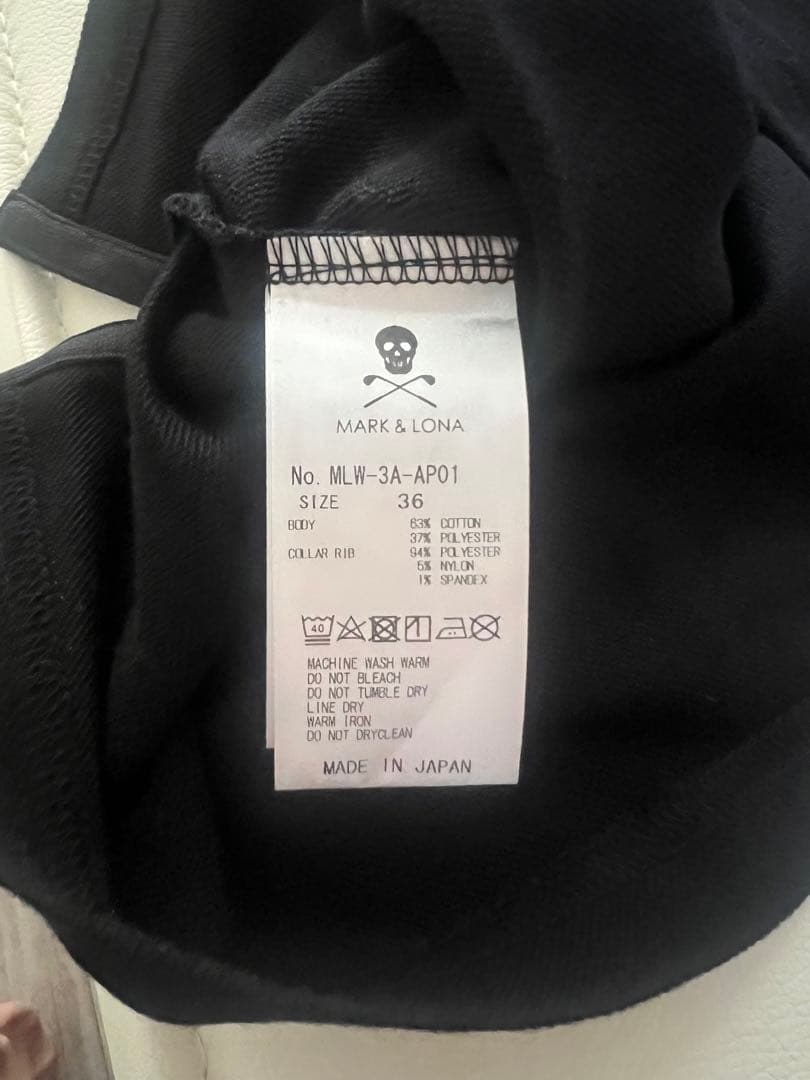 MARK & LONA
No. MLW-3A-AP01
SIZE 36
BODY 63% COTTON
37% POLYESTER
COLLAR RIB 94% POLYESTER
5% NYLON
1% SPANDEX
40
MACHINE WASH WARM
DO NOT BLEACH
DO NOT TUMBLE DRY
LINE DRY
WARM IRON
DO NOT DRYCLEAN
MADE IN JAPAN